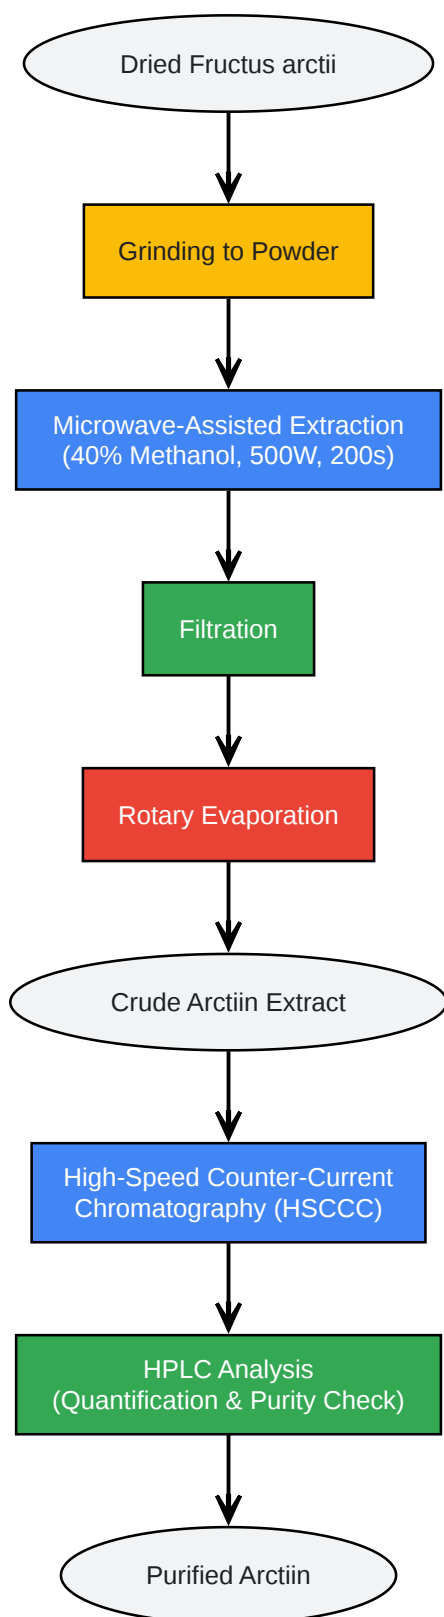 Dried Fructus arctii
Grinding to Powder
Microwave-Assisted Extraction
(40% Methanol, 500W, 200s)
Filtration
Rotary Evaporation
Crude Arctiin Extract
High-Speed Counter-Current
Chromatography (HSCCC)
HPLC Analysis
(Quantification & Purity Check)
Purified Arctiin